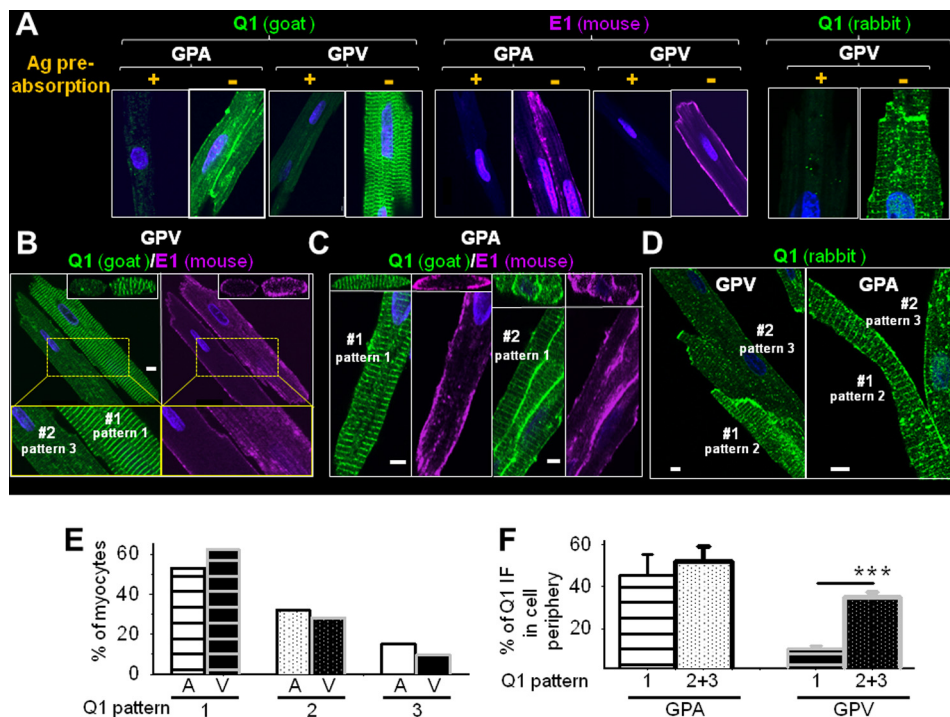 A
Q1 (goat)
E1 (mouse)
Q1 (rabbit)
GPA
GPV
GPA
GPV
GPV
Ag pre-
absorption
+
-
+
-
+
-
+
-
+
-
B
GPV
Q1 (goat)/E1 (mouse)
#1
pattern 1
#2
pattern 3
C
GPA
Q1 (goat)/E1 (mouse)
#1
pattern 1
#2
pattern 1
D
Q1 (rabbit)
GPV
GPA
#2
pattern 3
#1
pattern 2
#2
pattern 3
#1
pattern 2
E
% of myocytes
60
40
20
0
A V A V A V
Q1 pattern 1 2 3
F
% of Q1 IF
in cell
periphery
60
40
20
***
Q1 pattern 1 2+3 1 2+3
GPA GPV